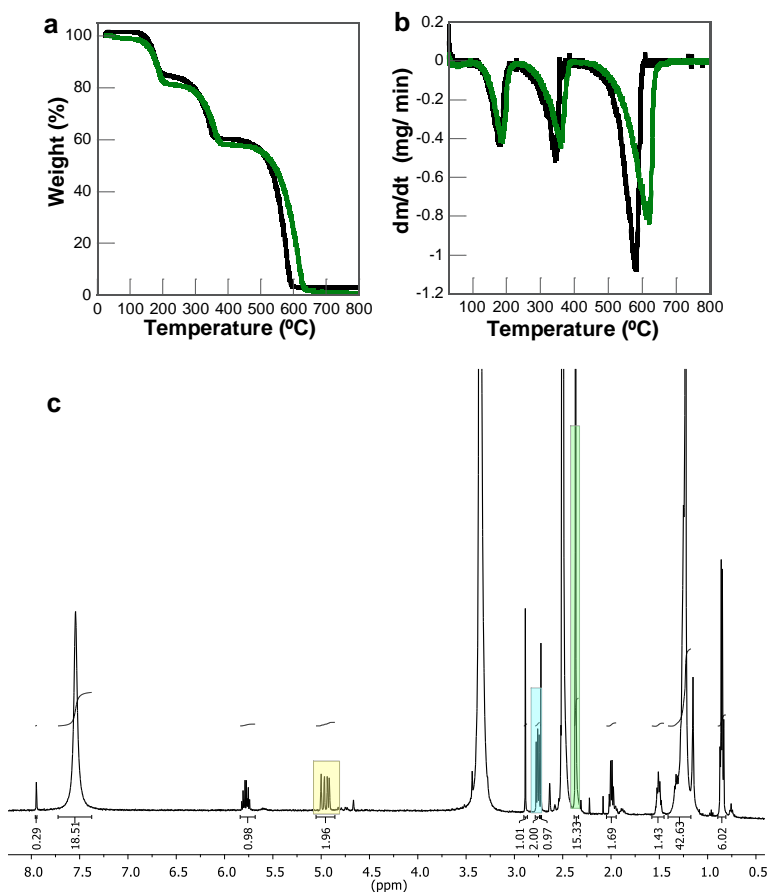 a
b
100
80
60
40
20
0
Weight (%)
0 100 200 300 400 500 600 700 800
Temperature (ºC)
0.2
0
-0.2
-0.4
-0.6
-0.8
-1
-1.2
dm/dt (mg/ min)
100 200 300 400 500 600 700 800
Temperature (ºC)
c
0.29 18.51 0.98 1.96 1.01 2.00 0.97 15.33 1.69 1.43 42.63 6.02
8.0 7.5 7.0 6.5 6.0 5.5 5.0 4.5 4.0 3.5 3.0 2.5 2.0 1.5 1.0 0.5
(ppm)